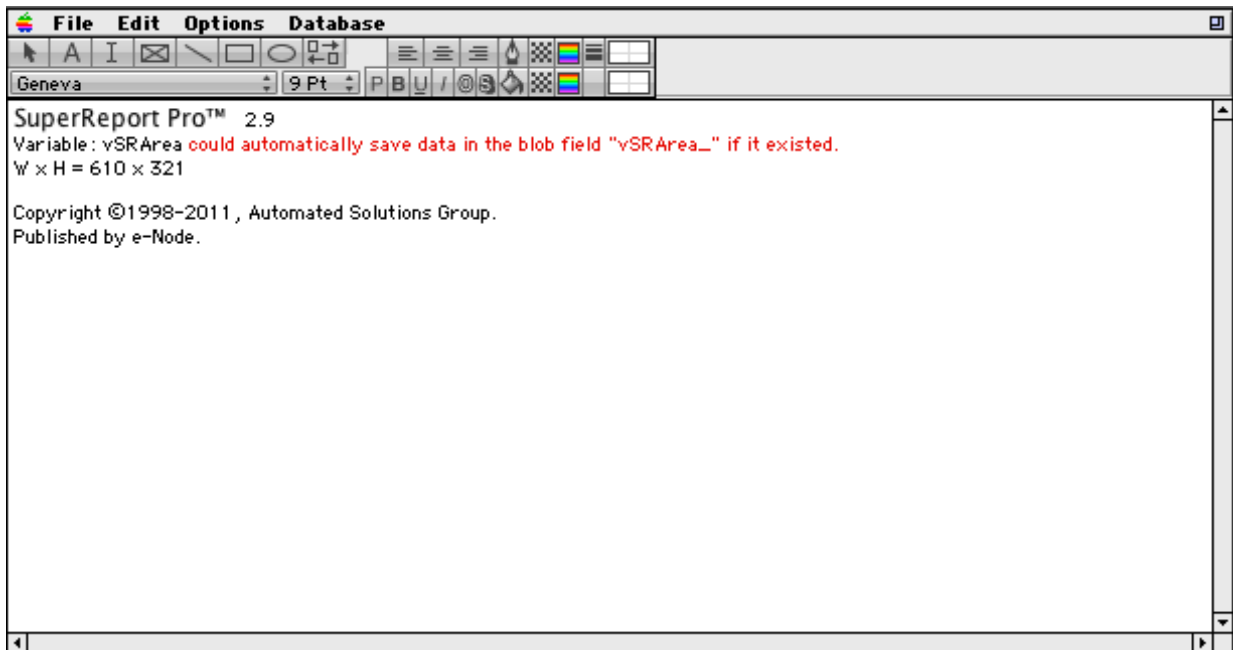 File Edit Options Database
A
Geneva 9 Pt P B U I O S
SuperReport Pro™ 2.9
Variable: vSRArea could automatically save data in the blob field "vSRArea_" if it existed.
W x H = 610 x 321
Copyright ©1998-2011, Automated Solutions Group.
Published by e-Node.